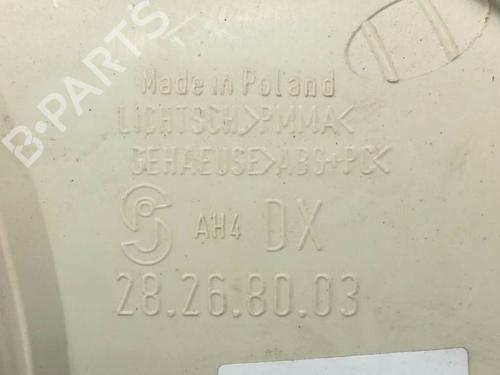 Made in Poland
LICHTSCH>PMMA<
GEHAEUSE>ABS+PC<
AH4 DX
28.26.80.03
B-PARTS